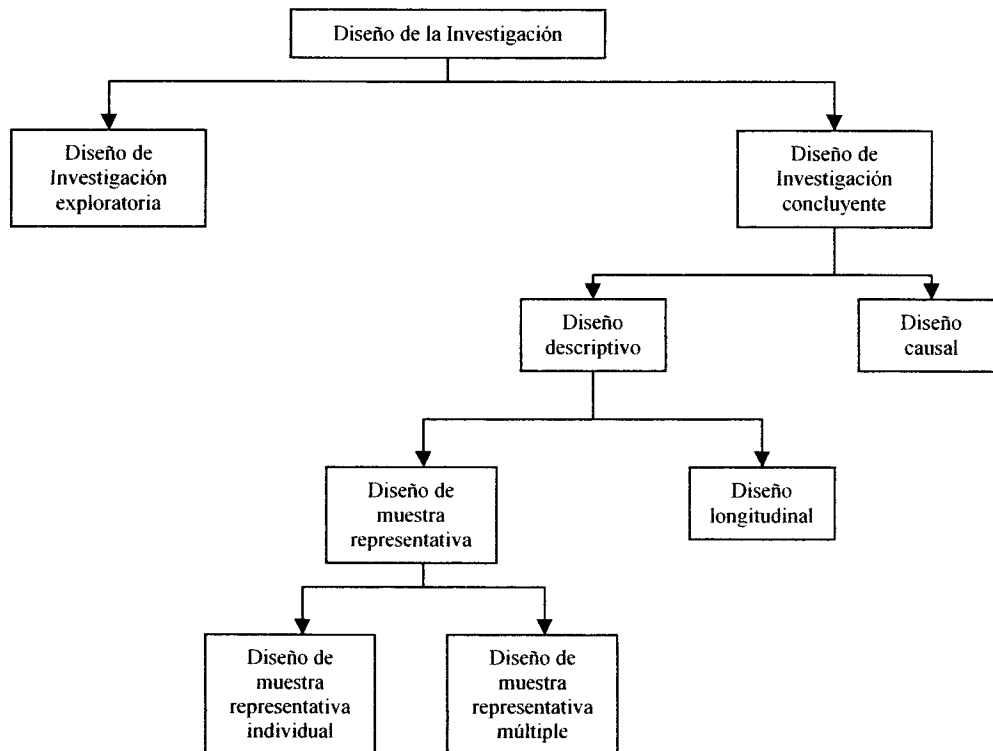 Diseño de la Investigación
Diseño de
Investigación
exploratoria
Diseño de
Investigación
concluyente
Diseño
descriptivo
Diseño
causal
Diseño de
muestra
representativa
Diseño
longitudinal
Diseño de
muestra
representativa
individual
Diseño de
muestra
representativa
múltiple